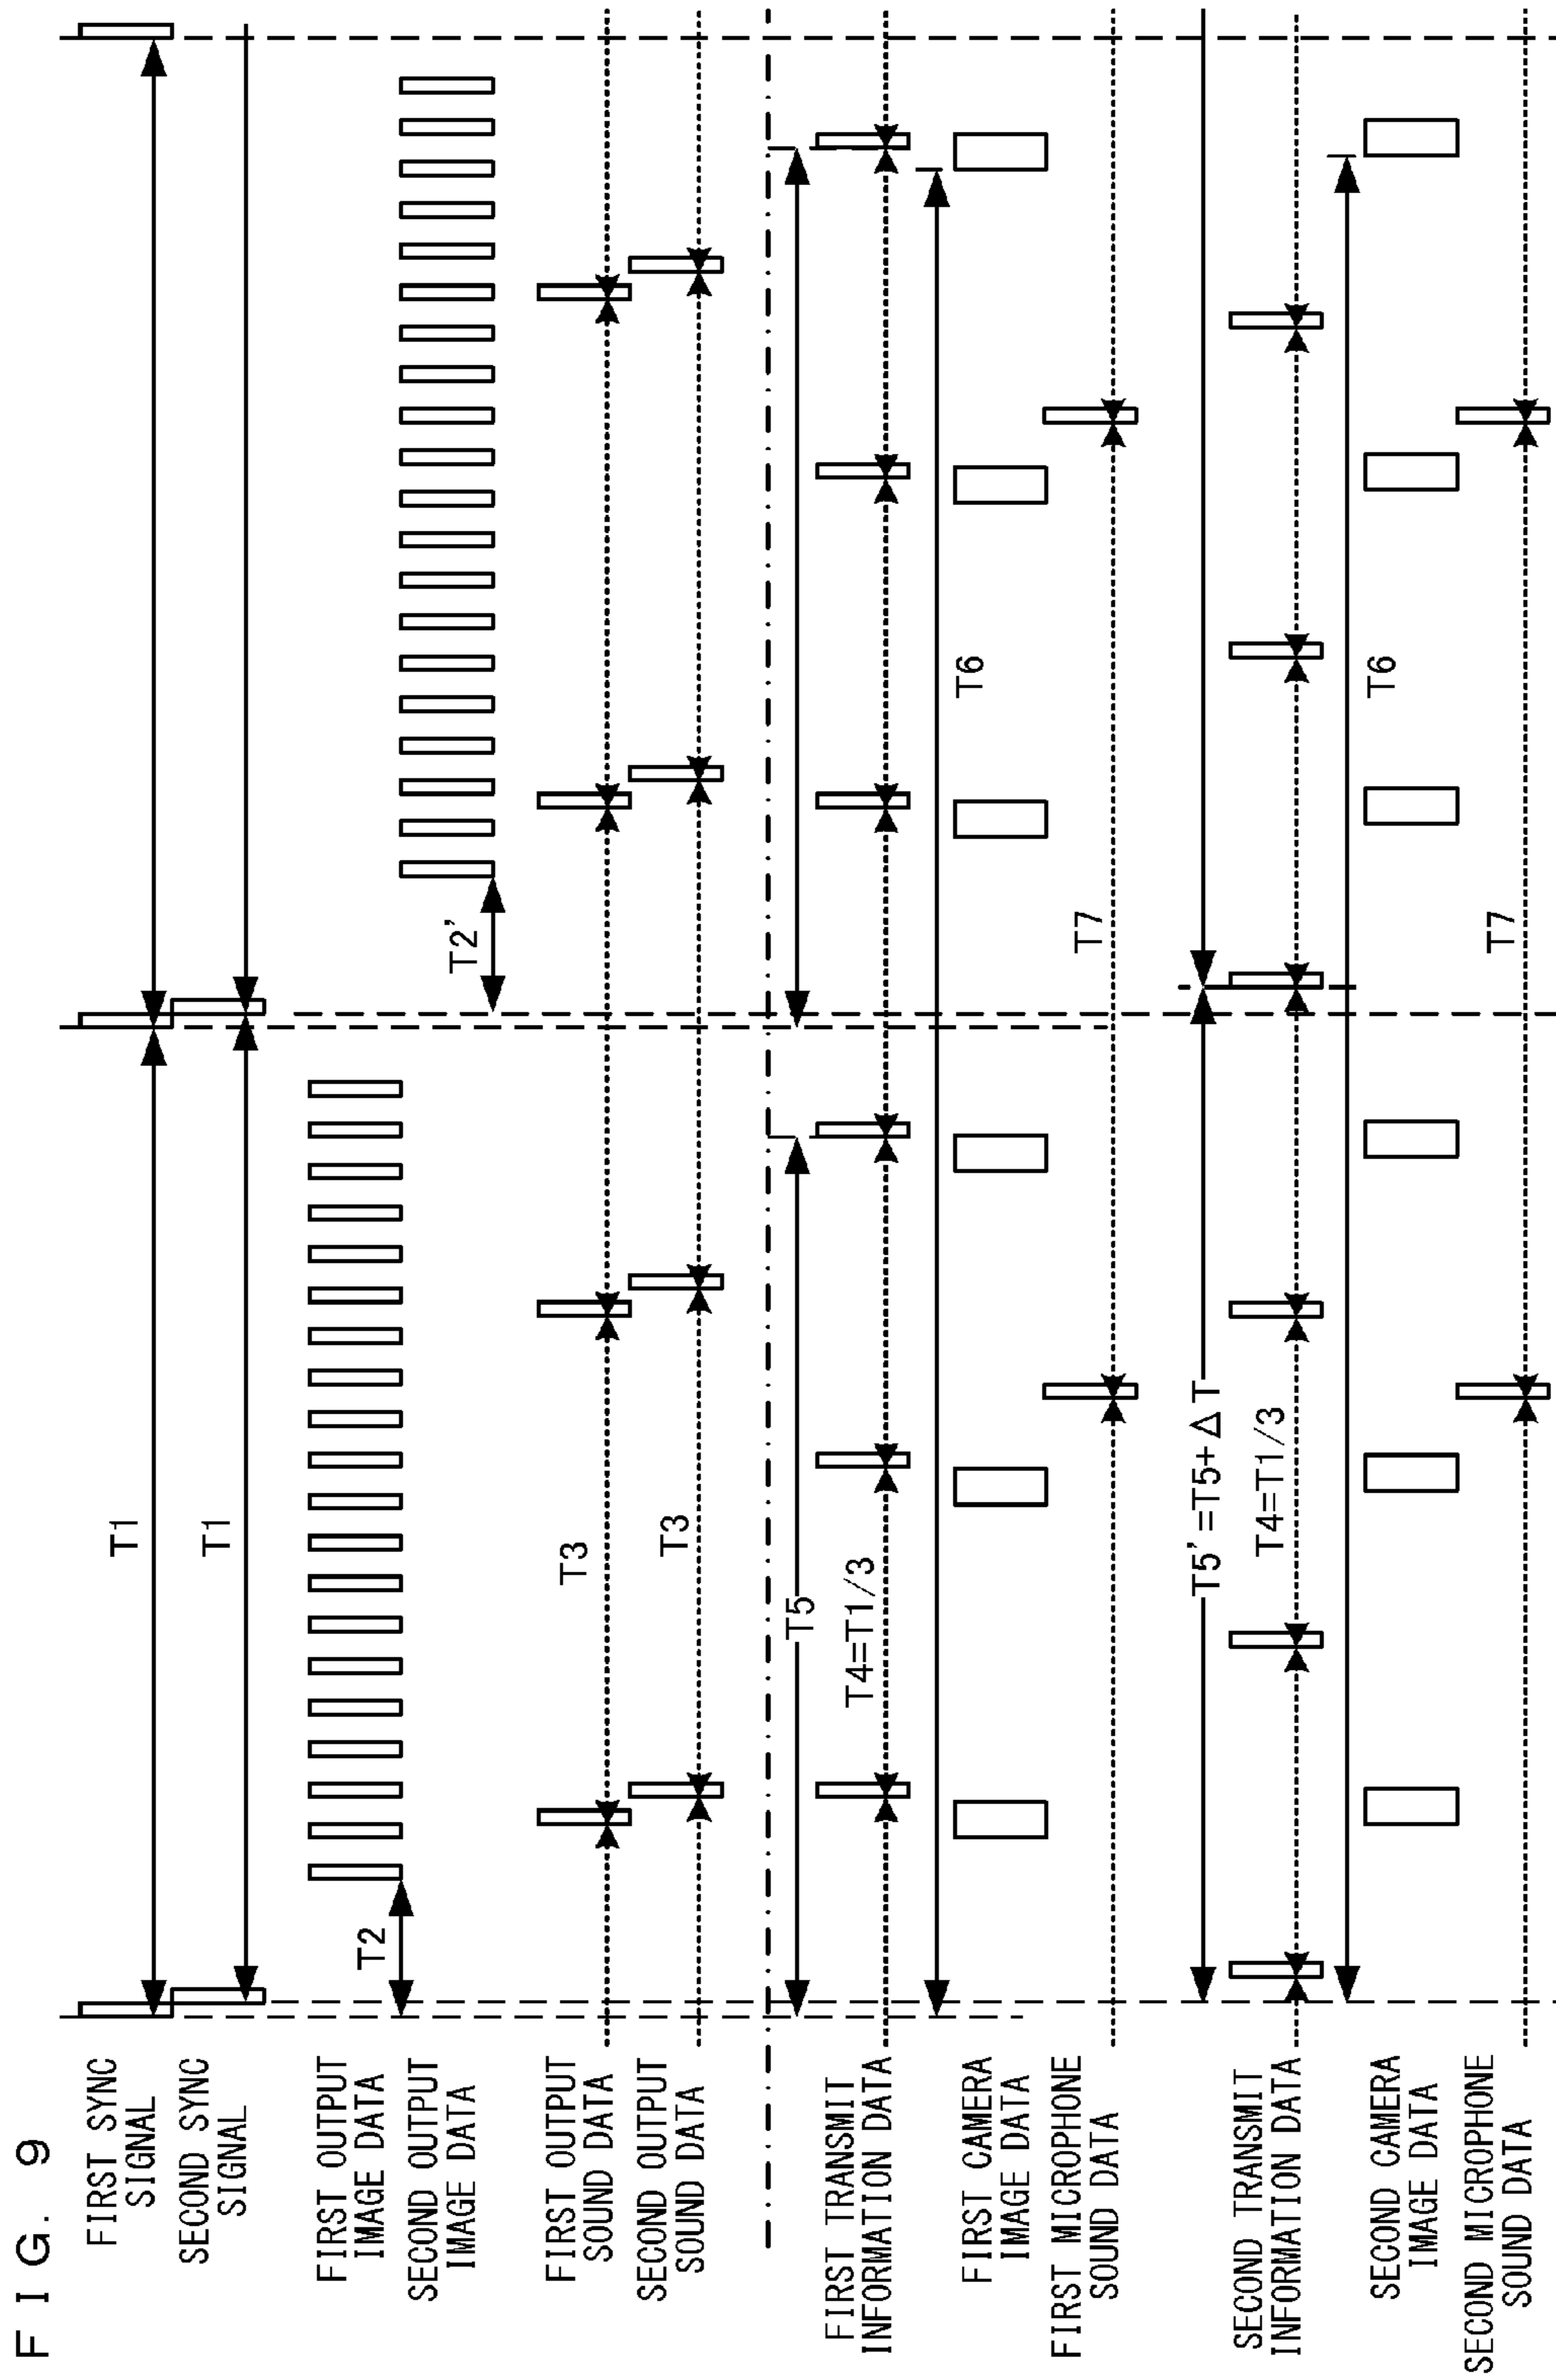 FIG. 9
FIRST SYNC
SIGNAL
T1
SECOND SYNC
SIGNAL
T1
FIRST OUTPUT
IMAGE DATA
T2
SECOND OUTPUT
IMAGE DATA
T2'
FIRST OUTPUT
SOUND DATA
T3
SECOND OUTPUT
SOUND DATA
T3
T5
FIRST TRANSMIT
INFORMATION DATA
T4=T1/3
T6
FIRST CAMERA
IMAGE DATA
FIRST MICROPHONE
SOUND DATA
T7
T5'=T5+ΔT
SECOND TRANSMIT
INFORMATION DATA
T4=T1/3
T6
SECOND CAMERA
IMAGE DATA
SECOND MICROPHONE
SOUND DATA
T7